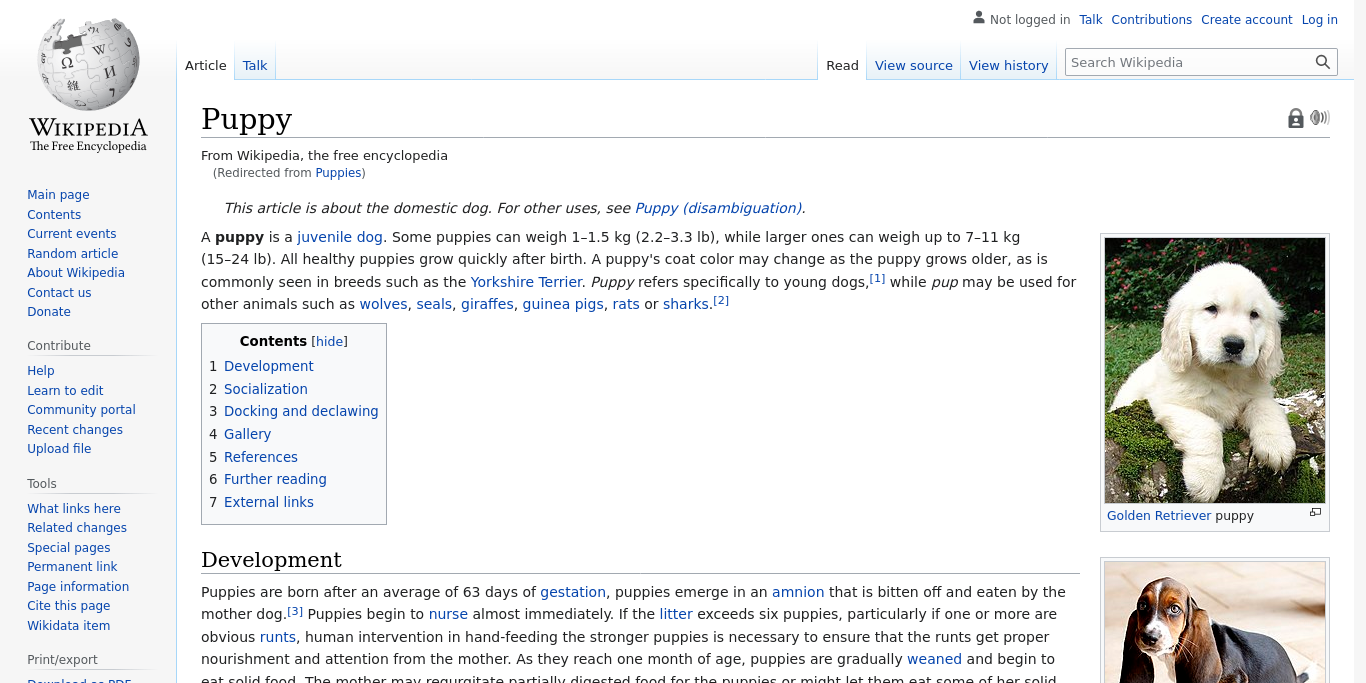 Not logged in Talk Contributions Create account Log in
Article Talk Read View source View history Search Wikipedia
WIKIPEDIA
The Free Encyclopedia
Main page
Contents
Current events
Random article
About Wikipedia
Contact us
Donate
Contribute
Help
Learn to edit
Community portal
Recent changes
Upload file
Tools
What links here
Related changes
Special pages
Permanent link
Page information
Cite this page
Wikidata item
Print/export
Download as PDF
Puppy
From Wikipedia, the free encyclopedia
(Redirected from Puppies)
This article is about the domestic dog. For other uses, see Puppy (disambiguation).
A puppy is a juvenile dog. Some puppies can weigh 1–1.5 kg (2.2–3.3 lb), while larger ones can weigh up to 7–11 kg
(15–24 lb). All healthy puppies grow quickly after birth. A puppy's coat color may change as the puppy grows older, as is
commonly seen in breeds such as the Yorkshire Terrier. Puppy refers specifically to young dogs,[1] while pup may be used for
other animals such as wolves, seals, giraffes, guinea pigs, rats or sharks.[2]
Contents [hide]
1 Development
2 Socialization
3 Docking and declawing
4 Gallery
5 References
6 Further reading
7 External links
Golden Retriever puppy
Development
Puppies are born after an average of 63 days of gestation, puppies emerge in an amnion that is bitten off and eaten by the
mother dog.[3] Puppies begin to nurse almost immediately. If the litter exceeds six puppies, particularly if one or more are
obvious runts, human intervention in hand-feeding the stronger puppies is necessary to ensure that the runts get proper
nourishment and attention from the mother. As they reach one month of age, puppies are gradually weaned and begin to
eat solid food. The mother may regurgitate partially digested food for the puppies or might let them eat some of her solid